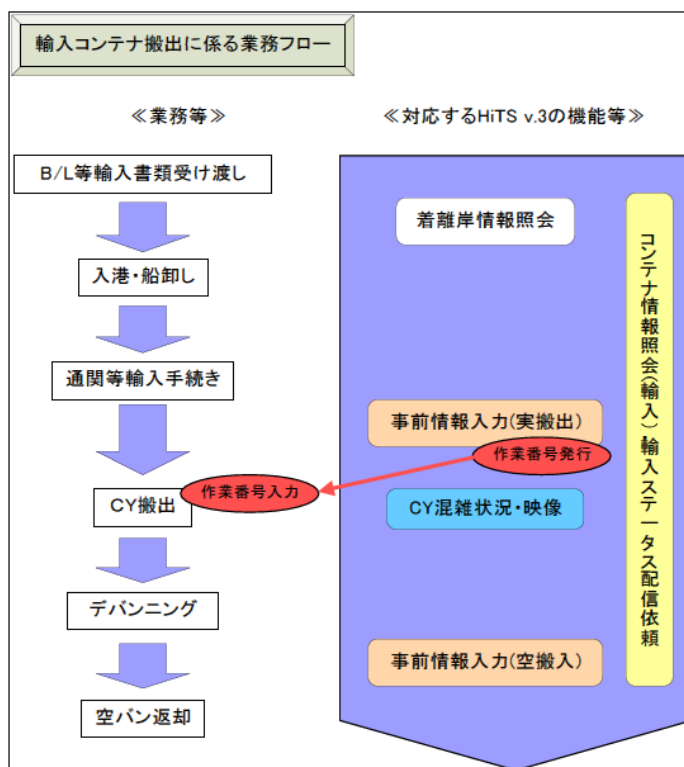 輸入コンテナ搬出に係る業務フロー
≪業務等≫
≪対応するHiTS v.3の機能等≫
B/L等輸入書類受け渡し
着離岸情報照会
入港・船卸し
通関等輸入手続き
事前情報入力(実搬出)
作業番号発行
作業番号入力
CY搬出
CY混雑状況・映像
デバンニング
事前情報入力(空搬入)
空バン返却
コンテナ情報照会(輸入)・輸入ステータス配信依頼